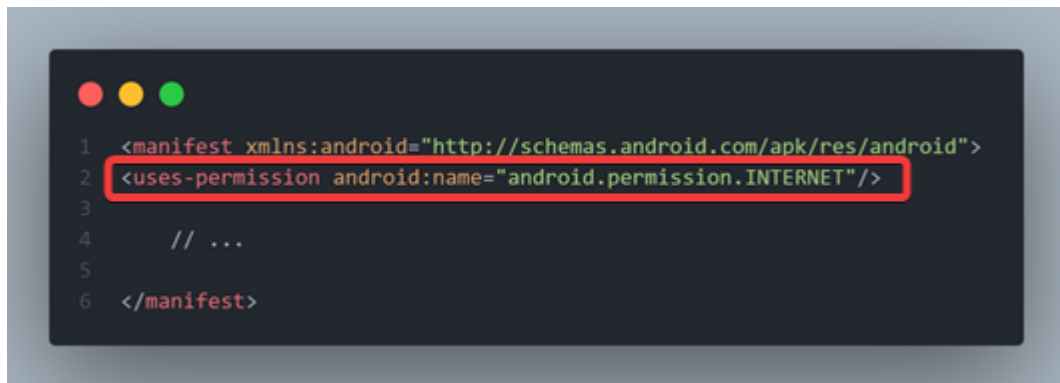 1 <manifest xmlns:android="http://schemas.android.com/apk/res/android">
2 <uses-permission android:name="android.permission.INTERNET"/>
3
4 // ...
5
6 </manifest>